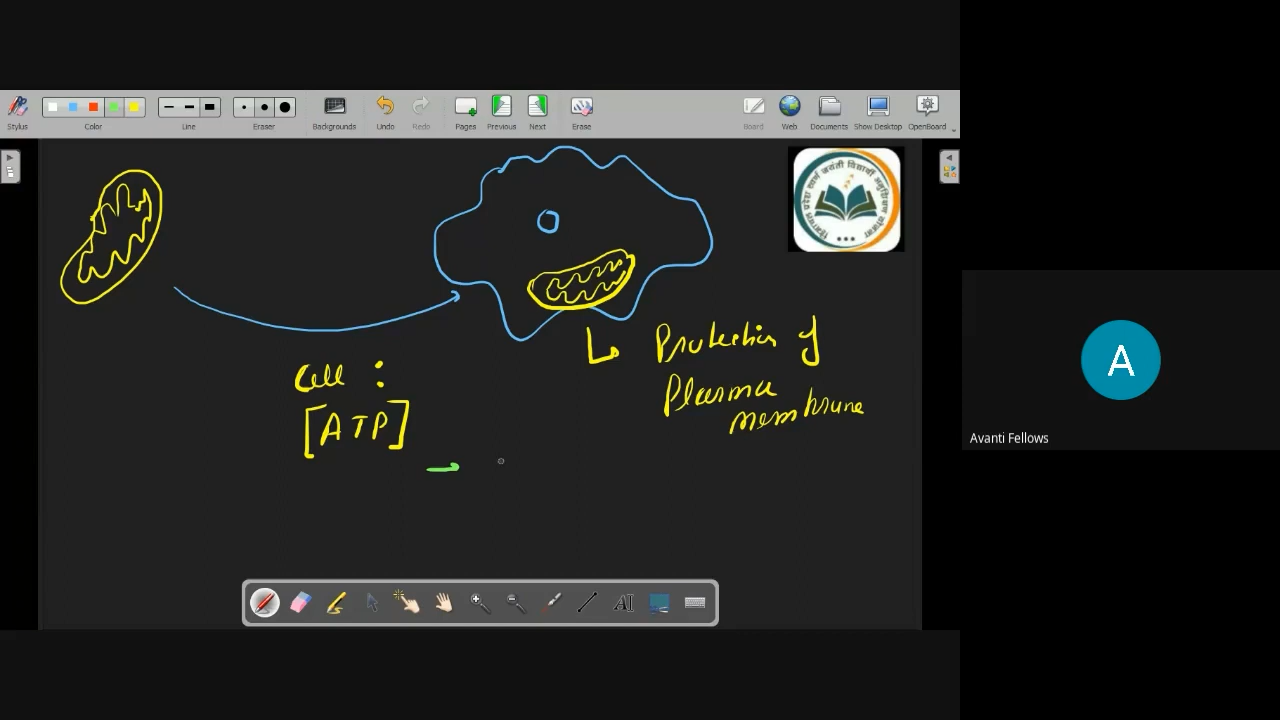 Stylus
Color
Line
Eraser
Backgrounds
Undo
Redo
Pages
Previous
Next
Erase
Board
Web
Documents
Show Desktop
OpenBoard
Protection of
Plasma
membrane
Cell :
[ATP]
A
Avanti Fellows